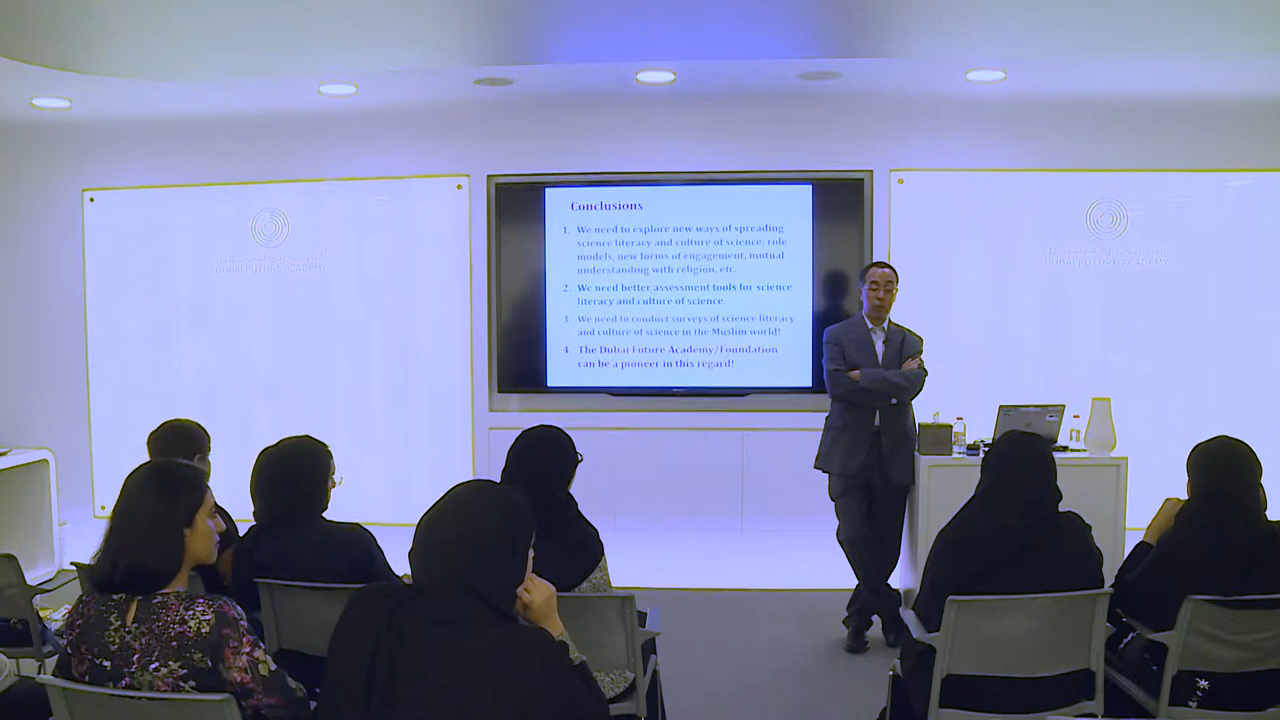 Conclusions
1. We need to explore new ways of spreading
science literacy and culture of science: role
models, new forms of engagement, mutual
understanding with religion, etc.
2. We need better assessment tools for science
literacy and culture of science.
3. We need to conduct surveys of science literacy
and culture of science in the Muslim world!
4. The Dubai Future Academy/Foundation
can be a pioneer in this regard!
DUBAI FUTURE ACADEMY
DUBAI FUTURE ACADEMY